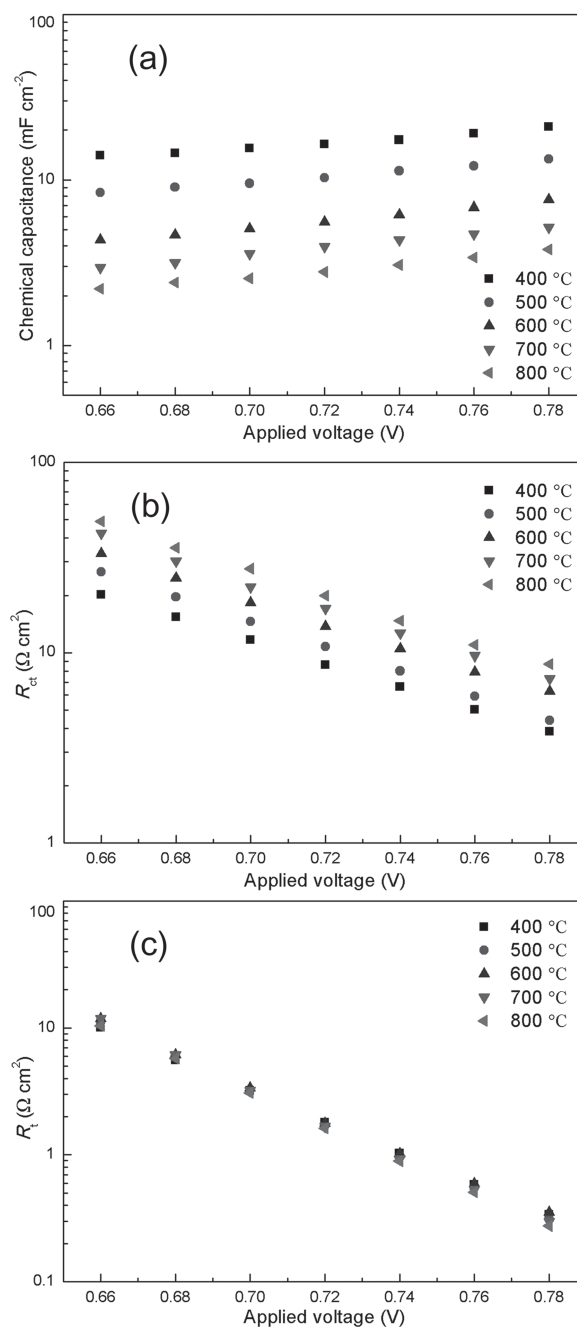 (a)
Chemical capacitance (mF cm⁻²)
100
10
1
400 °C
500 °C
600 °C
700 °C
800 °C
0.66 0.68 0.70 0.72 0.74 0.76 0.78
Applied voltage (V)
(b)
Rct (Ω cm²)
100
10
1
400 °C
500 °C
600 °C
700 °C
800 °C
0.66 0.68 0.70 0.72 0.74 0.76 0.78
Applied voltage (V)
(c)
Rt (Ω cm²)
100
10
1
0.1
400 °C
500 °C
600 °C
700 °C
800 °C
0.66 0.68 0.70 0.72 0.74 0.76 0.78
Applied voltage (V)